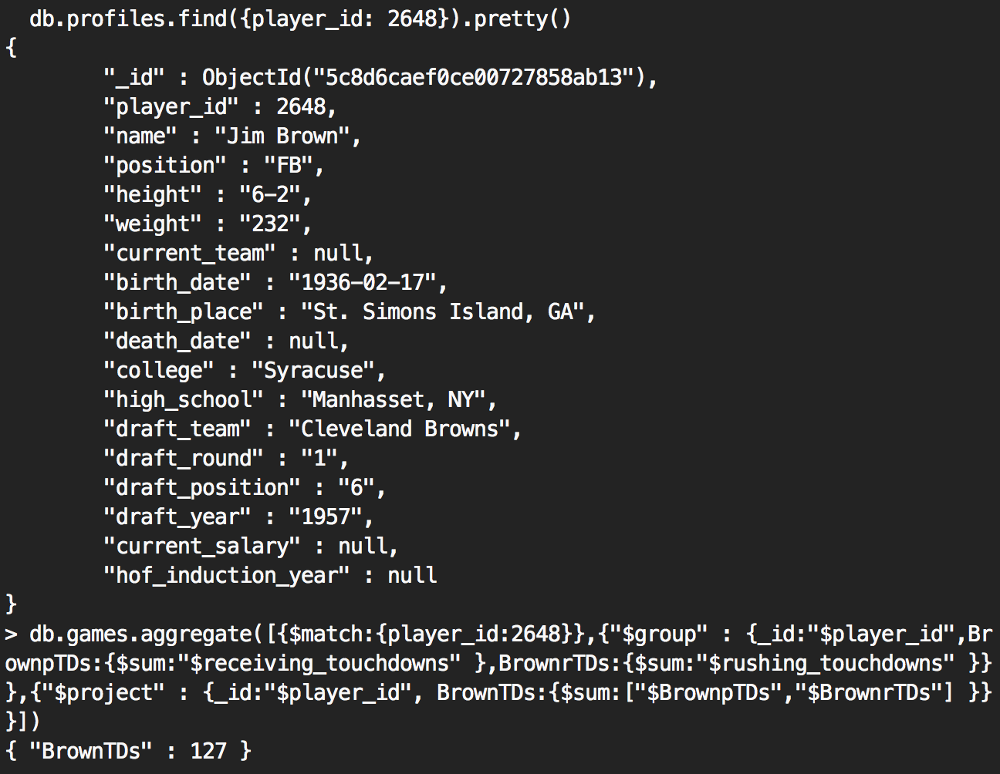 db.profiles.find({player_id: 2648}).pretty()
{
"_id" : ObjectId("5c8d6caef0ce00727858ab13"),
"player_id" : 2648,
"name" : "Jim Brown",
"position" : "FB",
"height" : "6-2",
"weight" : "232",
"current_team" : null,
"birth_date" : "1936-02-17",
"birth_place" : "St. Simons Island, GA",
"death_date" : null,
"college" : "Syracuse",
"high_school" : "Manhasset, NY",
"draft_team" : "Cleveland Browns",
"draft_round" : "1",
"draft_position" : "6",
"draft_year" : "1957",
"current_salary" : null,
"hof_induction_year" : null
}
> db.games.aggregate([{$match:{player_id:2648}},{"$group" : {_id:"$player_id",Br
ownpTDs:{$sum:"$receiving_touchdowns" },BrownrTDs:{$sum:"$rushing_touchdowns" }}
},{"$project" : {_id:"$player_id", BrownTDs:{$sum:["$BrownpTDs","$BrownrTDs"] }}
}])
{ "BrownTDs" : 127 }